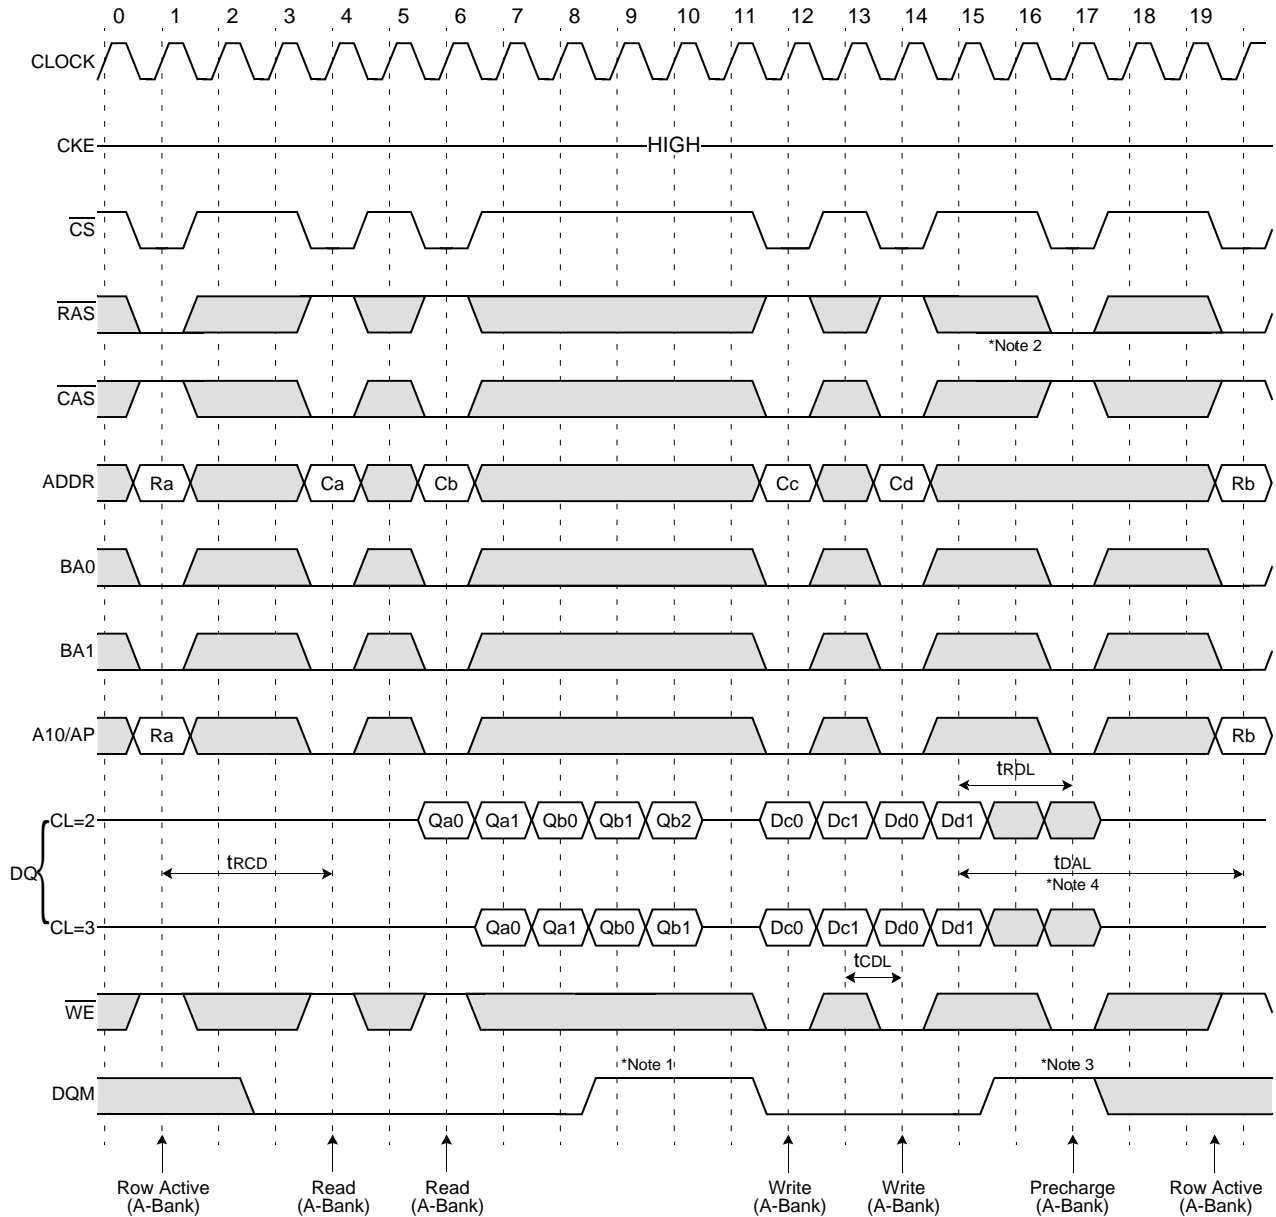 0 1 2 3 4 5 6 7 8 9 10 11 12 13 14 15 16 17 18 19
CLOCK
CKE HIGH
CS
RAS
*Note 2
CAS
ADDR Ra Ca Cb Cc Cd Rb
BA0
BA1
A10/AP Ra Rb
tRDL
CL=2 Qa0 Qa1 Qb0 Qb1 Qb2 Dc0 Dc1 Dd0 Dd1
DQ tRCD tDAL
*Note 4
CL=3 Qa0 Qa1 Qb0 Qb1 Dc0 Dc1 Dd0 Dd1
tCDL
WE
*Note 1 *Note 3
DQM
Row Active Read Read Write Write Precharge Row Active
(A-Bank) (A-Bank) (A-Bank) (A-Bank) (A-Bank) (A-Bank) (A-Bank)